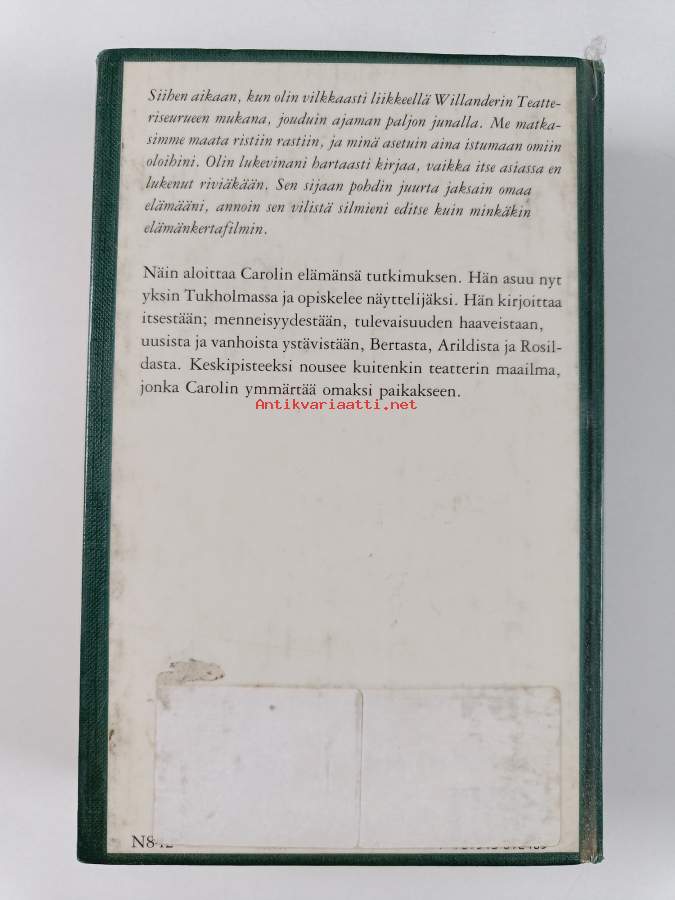 Siihen aikaan, kun olin vilkkaasti liikkeellä Willanderin Teatte-
riseurueen mukana, jouduin ajaman paljon junalla. Me matka-
simme maata ristiin rastiin, ja minä asetuin aina istumaan omiin
oloihini. Olin lukevinani hartaasti kirjaa, vaikka itse asiassa en
lukenut riviäkään. Sen sijaan pohdin juurta jaksain omaa
elämääni, annoin sen vilistä silmieni editse kuin minkäkin
elämänkertafilmin.
Näin aloittaa Carolin elämänsä tutkimuksen. Hän asuu nyt
yksin Tukholmassa ja opiskelee näyttelijäksi. Hän kirjoittaa
itsestään; menneisyydestään, tulevaisuuden haaveistaan,
uusista ja vanhoista ystävistään, Bertasta, Arildista ja Rosil-
dasta. Keskipisteeksi nousee kuitenkin teatterin maailma,
jonka Carolin ymmärtää omaksi paikakseen.
Antikvariaatti.net